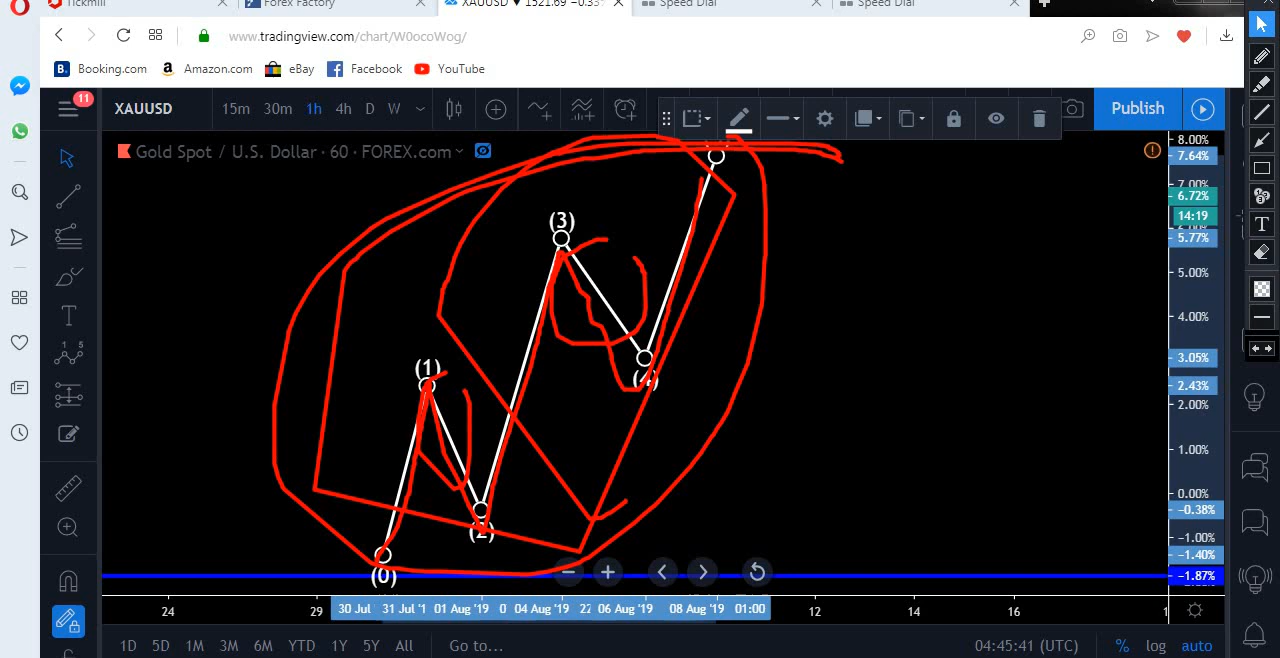 Tickmill
Forex Factory
XAUUSD ▼ 1521.69 −0.33%
Speed Dial
Speed Dial
www.tradingview.com/chart/W0ocoWog/
Booking.com
Amazon.com
eBay
Facebook
YouTube
11
XAUUSD
15m 30m 1h 4h D W
Publish
Gold Spot / U.S. Dollar · 60 · FOREX.com
8.00%
7.64%
7.00%
6.72%
14:19
5.77%
5.00%
4.00%
3.05%
2.43%
2.00%
1.00%
0.00%
−0.38%
−1.00%
−1.40%
−1.87%
(3)
(1)
(4)
(2)
(0)
24 29 30 Jul 31 Jul '1 01 Aug '19 0 04 Aug '19 22 06 Aug '19 08 Aug '19 01:00 12 14 16 1
1D 5D 1M 3M 6M YTD 1Y 5Y All Go to... 04:45:41 (UTC) % log auto